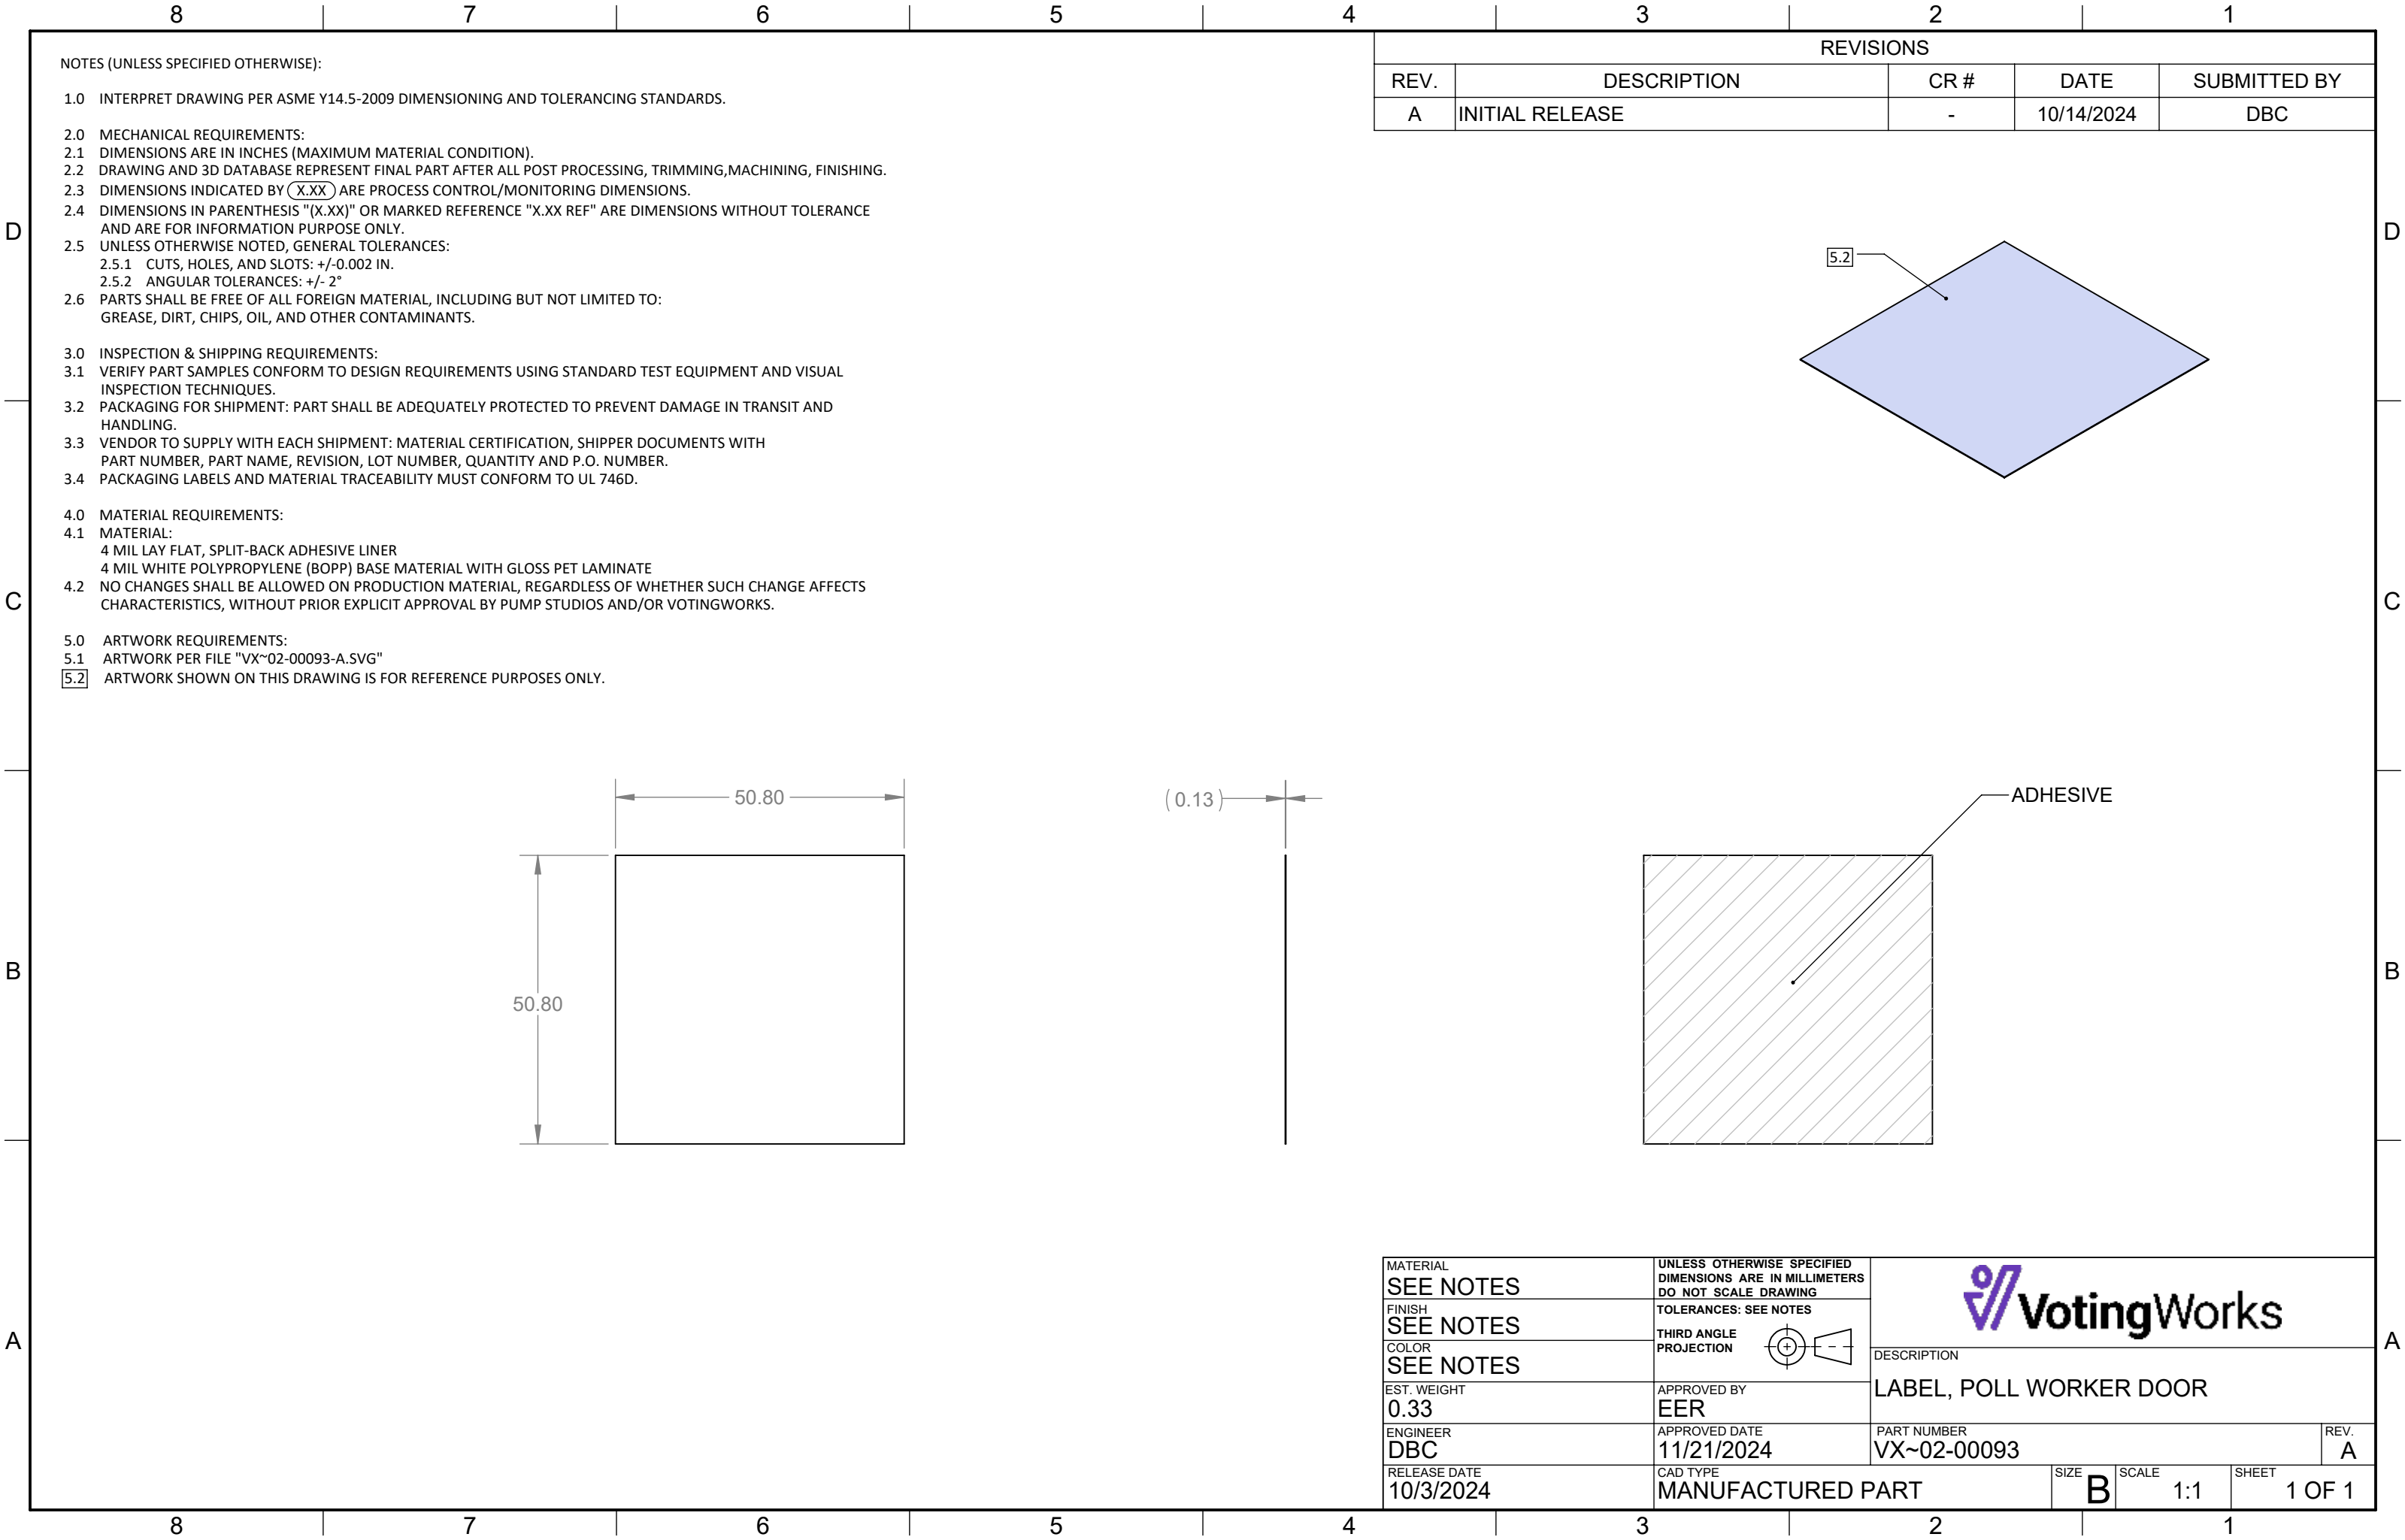 8 7 6 5 4 3 2 1
NOTES (UNLESS SPECIFIED OTHERWISE):
1.0 INTERPRET DRAWING PER ASME Y14.5-2009 DIMENSIONING AND TOLERANCING STANDARDS.
2.0 MECHANICAL REQUIREMENTS:
2.1 DIMENSIONS ARE IN INCHES (MAXIMUM MATERIAL CONDITION).
2.2 DRAWING AND 3D DATABASE REPRESENT FINAL PART AFTER ALL POST PROCESSING, TRIMMING,MACHINING, FINISHING.
2.3 DIMENSIONS INDICATED BY X.XX ARE PROCESS CONTROL/MONITORING DIMENSIONS.
2.4 DIMENSIONS IN PARENTHESIS "(X.XX)" OR MARKED REFERENCE "X.XX REF" ARE DIMENSIONS WITHOUT TOLERANCE
AND ARE FOR INFORMATION PURPOSE ONLY.
2.5 UNLESS OTHERWISE NOTED, GENERAL TOLERANCES:
2.5.1 CUTS, HOLES, AND SLOTS: +/-0.002 IN.
2.5.2 ANGULAR TOLERANCES: +/- 2°
2.6 PARTS SHALL BE FREE OF ALL FOREIGN MATERIAL, INCLUDING BUT NOT LIMITED TO:
GREASE, DIRT, CHIPS, OIL, AND OTHER CONTAMINANTS.
3.0 INSPECTION & SHIPPING REQUIREMENTS:
3.1 VERIFY PART SAMPLES CONFORM TO DESIGN REQUIREMENTS USING STANDARD TEST EQUIPMENT AND VISUAL
INSPECTION TECHNIQUES.
3.2 PACKAGING FOR SHIPMENT: PART SHALL BE ADEQUATELY PROTECTED TO PREVENT DAMAGE IN TRANSIT AND
HANDLING.
3.3 VENDOR TO SUPPLY WITH EACH SHIPMENT: MATERIAL CERTIFICATION, SHIPPER DOCUMENTS WITH
PART NUMBER, PART NAME, REVISION, LOT NUMBER, QUANTITY AND P.O. NUMBER.
3.4 PACKAGING LABELS AND MATERIAL TRACEABILITY MUST CONFORM TO UL 746D.
4.0 MATERIAL REQUIREMENTS:
4.1 MATERIAL:
4 MIL LAY FLAT, SPLIT-BACK ADHESIVE LINER
4 MIL WHITE POLYPROPYLENE (BOPP) BASE MATERIAL WITH GLOSS PET LAMINATE
4.2 NO CHANGES SHALL BE ALLOWED ON PRODUCTION MATERIAL, REGARDLESS OF WHETHER SUCH CHANGE AFFECTS
CHARACTERISTICS, WITHOUT PRIOR EXPLICIT APPROVAL BY PUMP STUDIOS AND/OR VOTINGWORKS.
5.0 ARTWORK REQUIREMENTS:
5.1 ARTWORK PER FILE "VX~02-00093-A.SVG"
5.2 ARTWORK SHOWN ON THIS DRAWING IS FOR REFERENCE PURPOSES ONLY.
REVISIONS
REV. DESCRIPTION CR # DATE SUBMITTED BY
A INITIAL RELEASE - 10/14/2024 DBC
5.2
D D
C C
B B
A A
50.80
50.80
(0.13)
ADHESIVE
MATERIAL
SEE NOTES
FINISH
SEE NOTES
COLOR
SEE NOTES
EST. WEIGHT
0.33
ENGINEER
DBC
RELEASE DATE
10/3/2024
UNLESS OTHERWISE SPECIFIED
DIMENSIONS ARE IN MILLIMETERS
DO NOT SCALE DRAWING
TOLERANCES: SEE NOTES
THIRD ANGLE
PROJECTION
APPROVED BY
EER
APPROVED DATE
11/21/2024
CAD TYPE
MANUFACTURED PART
VotingWorks
DESCRIPTION
LABEL, POLL WORKER DOOR
PART NUMBER
VX~02-00093
REV.
A
SIZE
B
SCALE
1:1
SHEET
1 OF 1
8 7 6 5 4 3 2 1